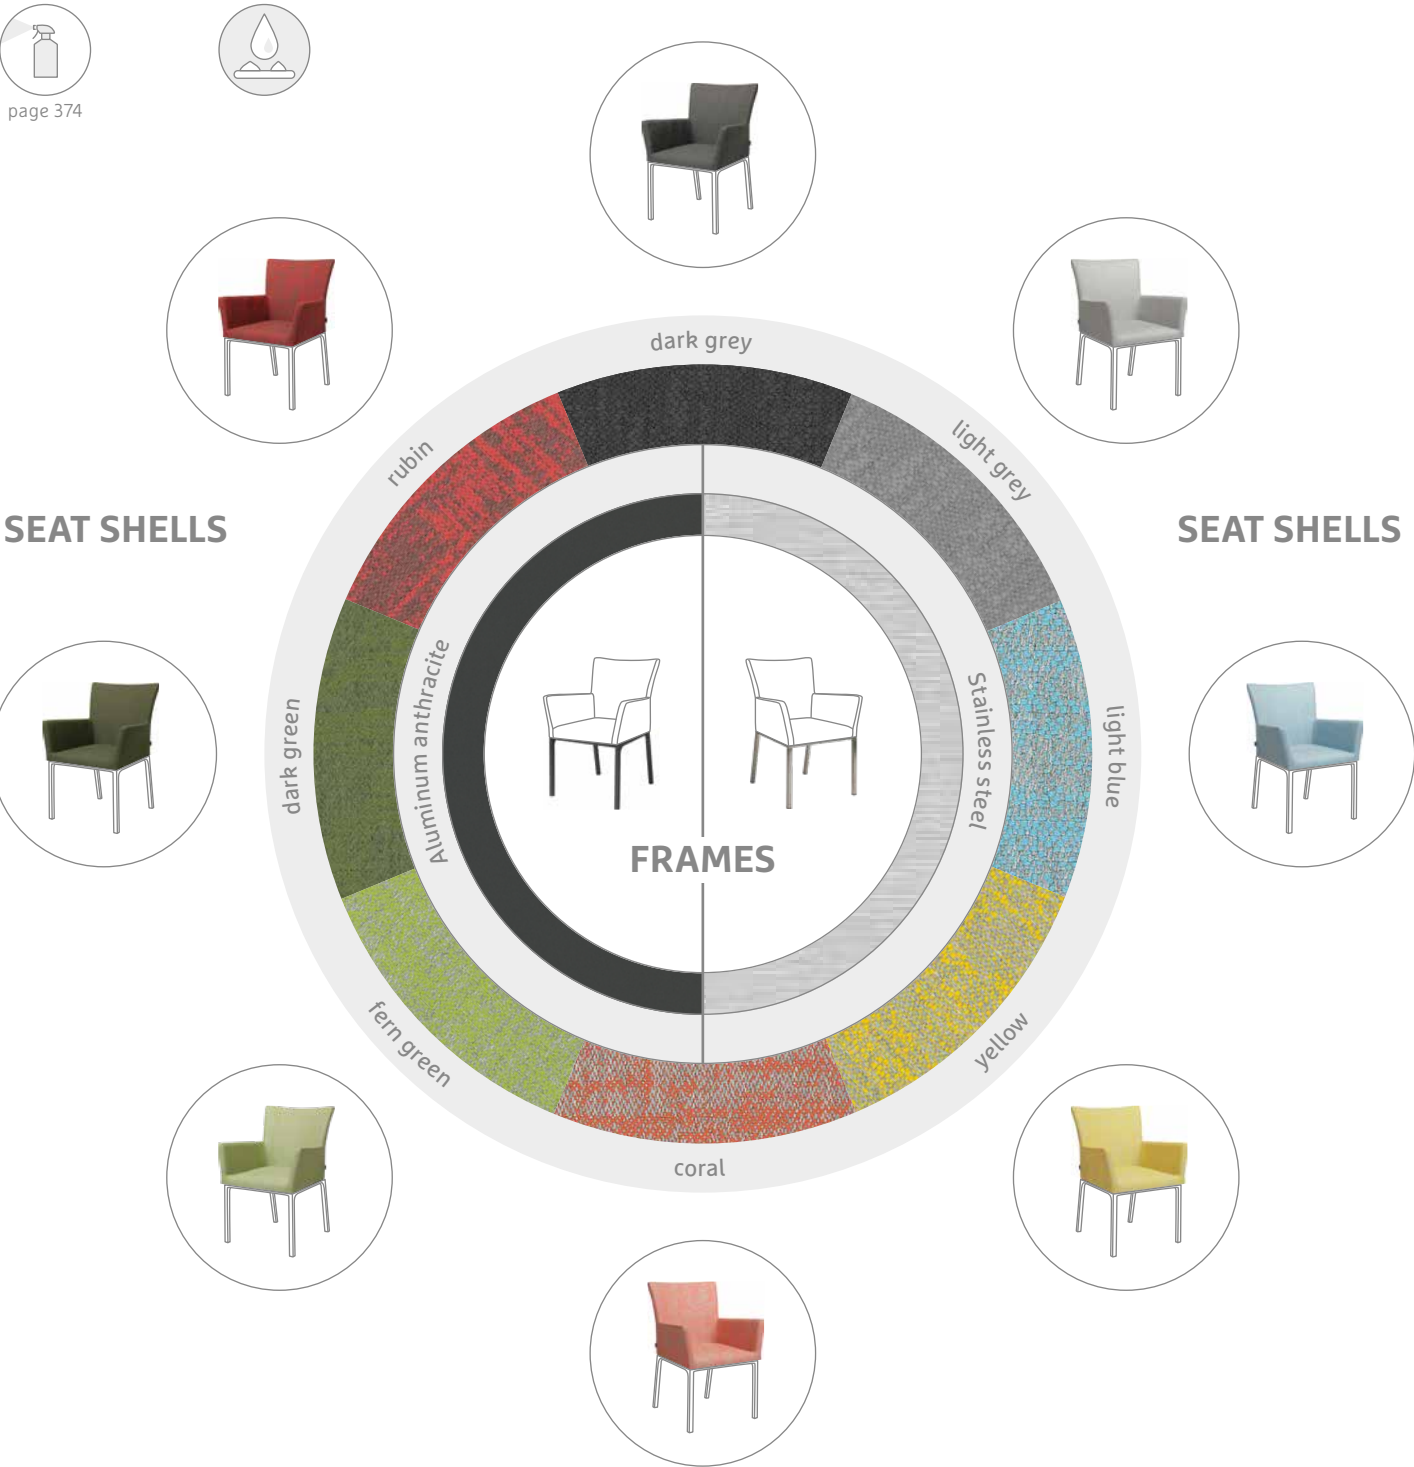 page 374
dark grey
rubin
light grey
SEAT SHELLS
SEAT SHELLS
Aluminum anthracite
Stainless steel
dark green
light blue
FRAMES
fern green
yellow
coral